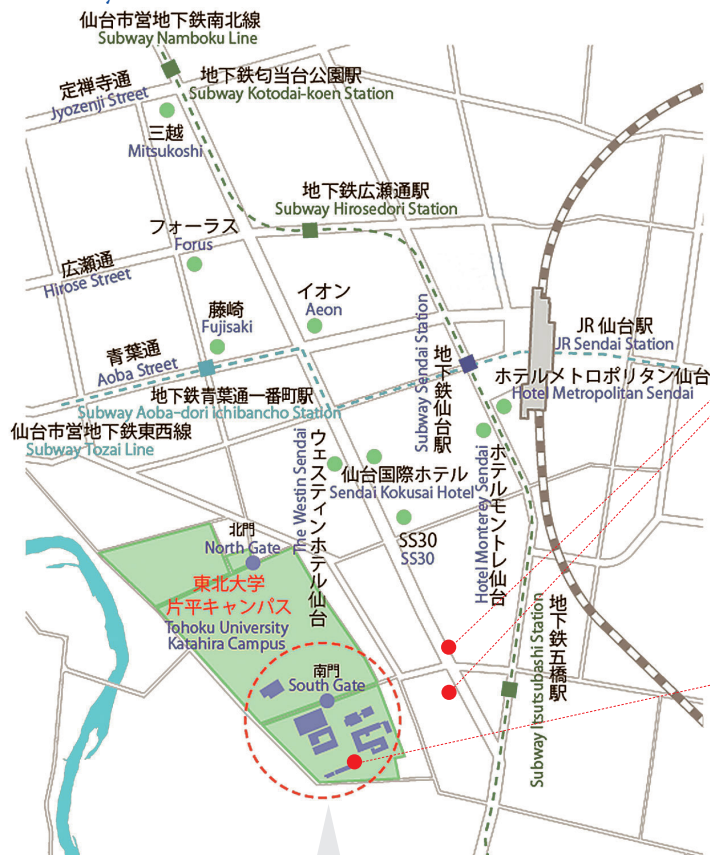 仙台市営地下鉄南北線
Subway Namboku Line
定禅寺通
Jyozenji Street
地下鉄匂当台公園駅
Subway Kotodai-koen Station
三越
Mitsukoshi
地下鉄広瀬通駅
Subway Hirosedori Station
フォーラス
Forus
広瀬通
Hirose Street
イオン
Aeon
藤崎
Fujisaki
青葉通
Aoba Street
JR 仙台駅
JR Sendai Station
地下鉄仙台駅
Subway Sendai Station
ホテルメトロポリタン仙台
Hotel Metropolitan Sendai
地下鉄青葉通一番町駅
Subway Aoba-dori Ichibancho Station
仙台市営地下鉄東西線
Subway Tozai Line
ウェスティンホテル仙台
The Westin Sendai
仙台国際ホテル
Sendai Kokusai Hotel
ホテルモントレ仙台
Hotel Monterey Sendai
SS30
SS30
北門
North Gate
東北大学
片平キャンパス
Tohoku University
Katahira Campus
南門
South Gate
地下鉄五橋駅
Subway Itsutsubashi Station